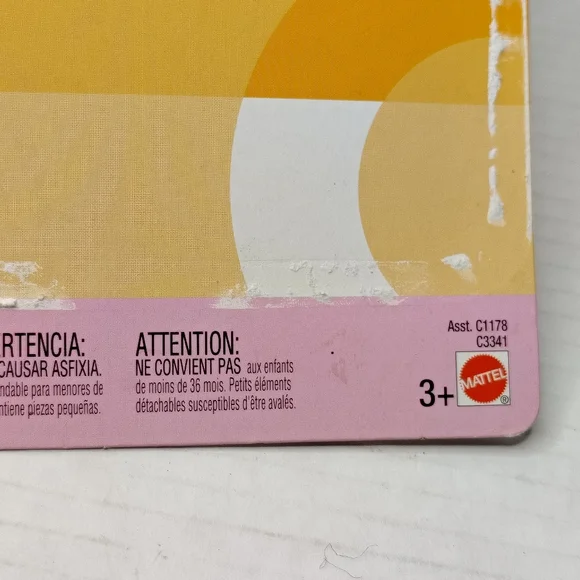 Asst. C1178
C3341
RTENCIA:
CAUSAR ASFIXIA.
ndable para menores de
ntiene piezas pequeñas.
ATTENTION:
NE CONVIENT PAS aux enfants
de moins de 36 mois. Petits éléments
détachables susceptibles d'être avalés.
3+
MATTEL
®